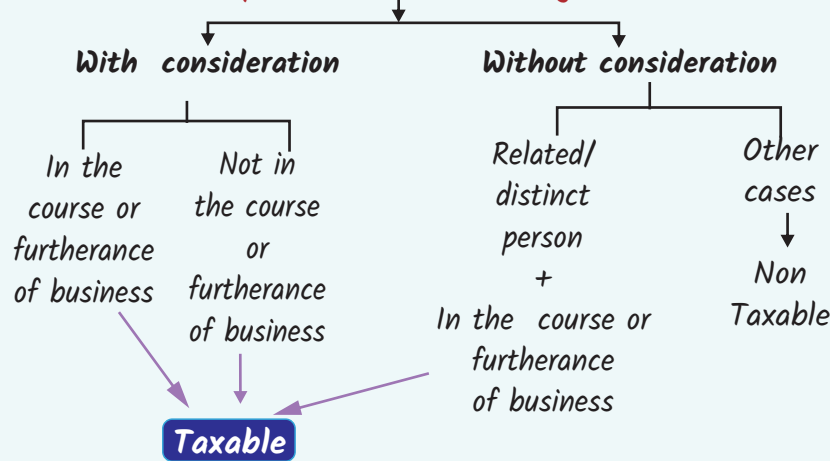 With consideration
Without consideration
In the
course or
furtherance
of business
Not in
the course
or
furtherance
of business
Related/
distinct
person
+
In the course or
furtherance
of business
Other
cases
Non
Taxable
Taxable